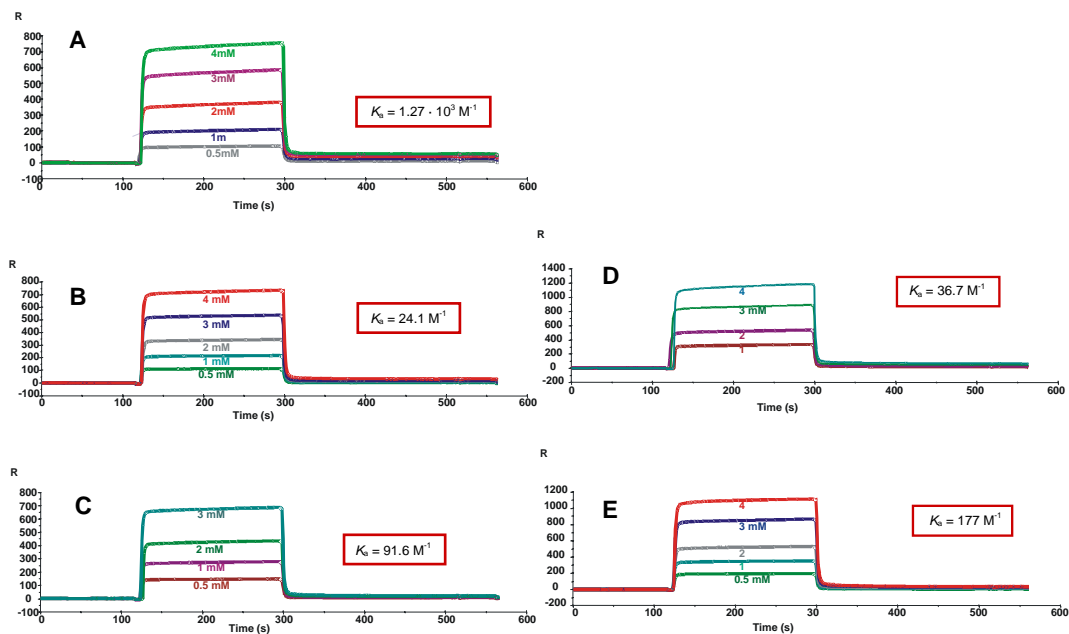 R
A
800
700
600
500
400
300
200
100
0
-100
4mM
3mM
2mM
1m
0.5mM
Kₐ = 1.27 · 10³ M⁻¹
0 100 200 300 400 500 600
Time (s)
R
B
800
700
600
500
400
300
200
100
0
-100
4 mM
3 mM
2 mM
1 mM
0.5 mM
Kₐ = 24.1 M⁻¹
0 100 200 300 400 500 600
Time (s)
R
D
1400
1200
1000
800
600
400
200
0
-200
4
3 mM
2
1
Kₐ = 36.7 M⁻¹
0 100 200 300 400 500 600
Time (s)
R
C
800
700
600
500
400
300
200
100
0
-100
3 mM
2 mM
1 mM
0.5 mM
Kₐ = 91.6 M⁻¹
0 100 200 300 400 500 600
Time (s)
R
E
1200
1000
800
600
400
200
0
-200
4
3 mM
2
1
0.5 mM
Kₐ = 177 M⁻¹
0 100 200 300 400 500 600
Time (s)